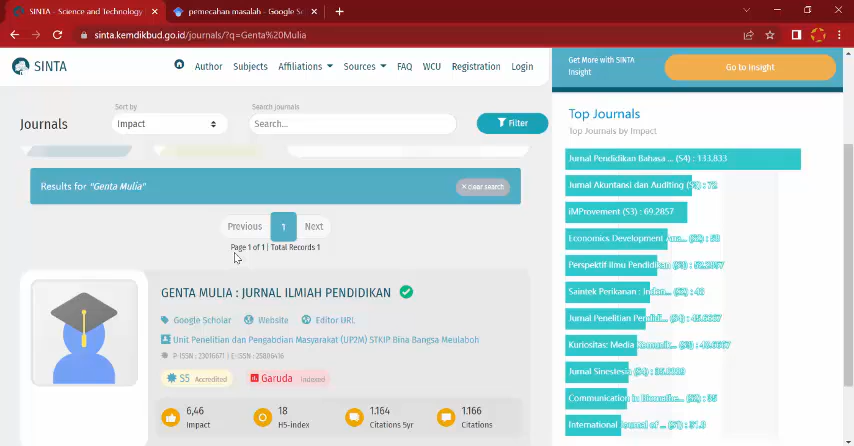 SINTA - Science and Technology
pemecahan masalah - Google Sc
sinta.kemdikbud.go.id/journals/?q=Genta%20Mulia
SINTA
Author Subjects Affiliations Sources FAQ WCU Registration Login
Get More with SINTA
Insight
Go to Insight
Journals
Sort by
Impact
Search journals
Search...
Filter
Results for "Genta Mulia"
× clear search
Previous 1 Next
Page 1 of 1 | Total Records 1
GENTA MULIA : JURNAL ILMIAH PENDIDIKAN
Google Scholar Website Editor URL
Unit Penelitian dan Pengabdian Masyarakat (UP2M) STKIP Bina Bangsa Meulaboh
P-ISSN : 23016671 | E-ISSN :
S5 Accredited Garuda Indexed
6,46
Impact
18
H5-index
1.164
Citations 5yr
1.166
Citations
Top Journals
Top Journals by Impact
Jurnal Pendidikan Bahasa ... (S4) : 133.833
Jurnal Akuntansi dan Auditing
iMProvement (S3) : 69.2857
Economics Development
Perspektif Ilmu Pendidikan
Saintek Perikanan :
Jurnal Penelitian
Kuriositas: Media
Jurnal Sinestesia
Communication
International Journal of